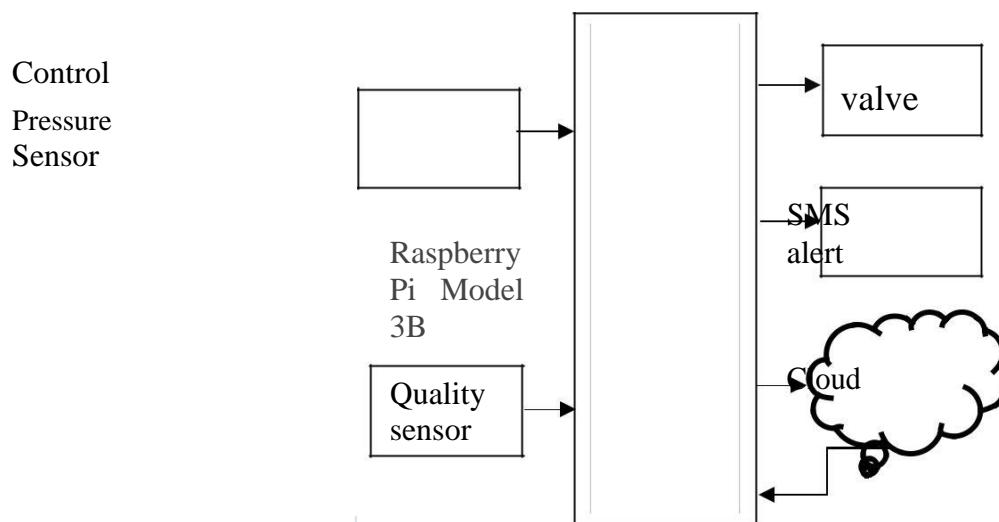 Control
Pressure
Sensor
valve
SMS
alert
Raspberry
Pi Model
3B
Cloud
Quality
sensor